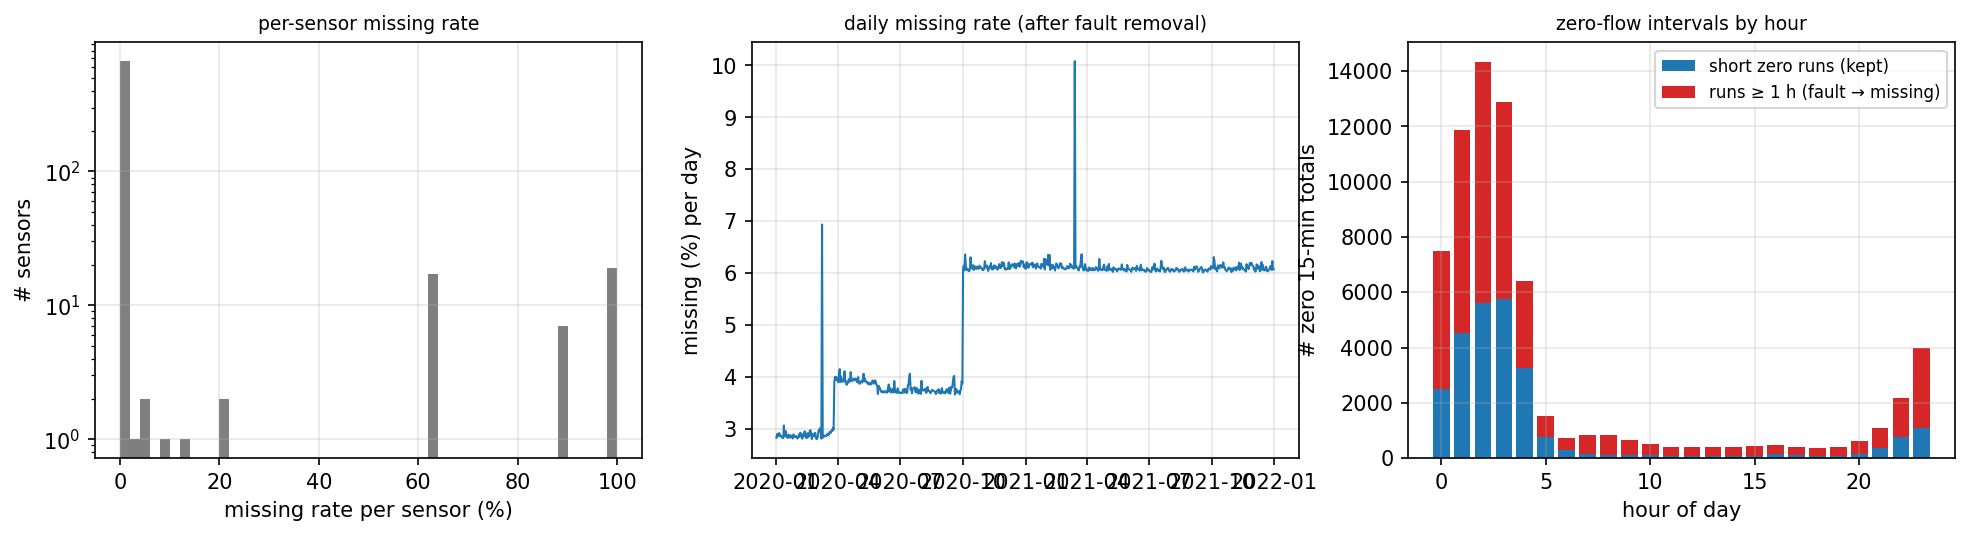 per-sensor missing rate
# sensors
10²
10¹
10⁰
0 20 40 60 80 100
missing rate per sensor (%)
daily missing rate (after fault removal)
missing (%) per day
10
9
8
7
6
5
4
3
2020-01 2020-04 2020-07 2020-10 2021-01 2021-04 2021-07 2021-10 2022-01
zero-flow intervals by hour
# zero 15-min totals
14000
12000
10000
8000
6000
4000
2000
0
short zero runs (kept)
runs ≥ 1 h (fault → missing)
0 5 10 15 20
hour of day